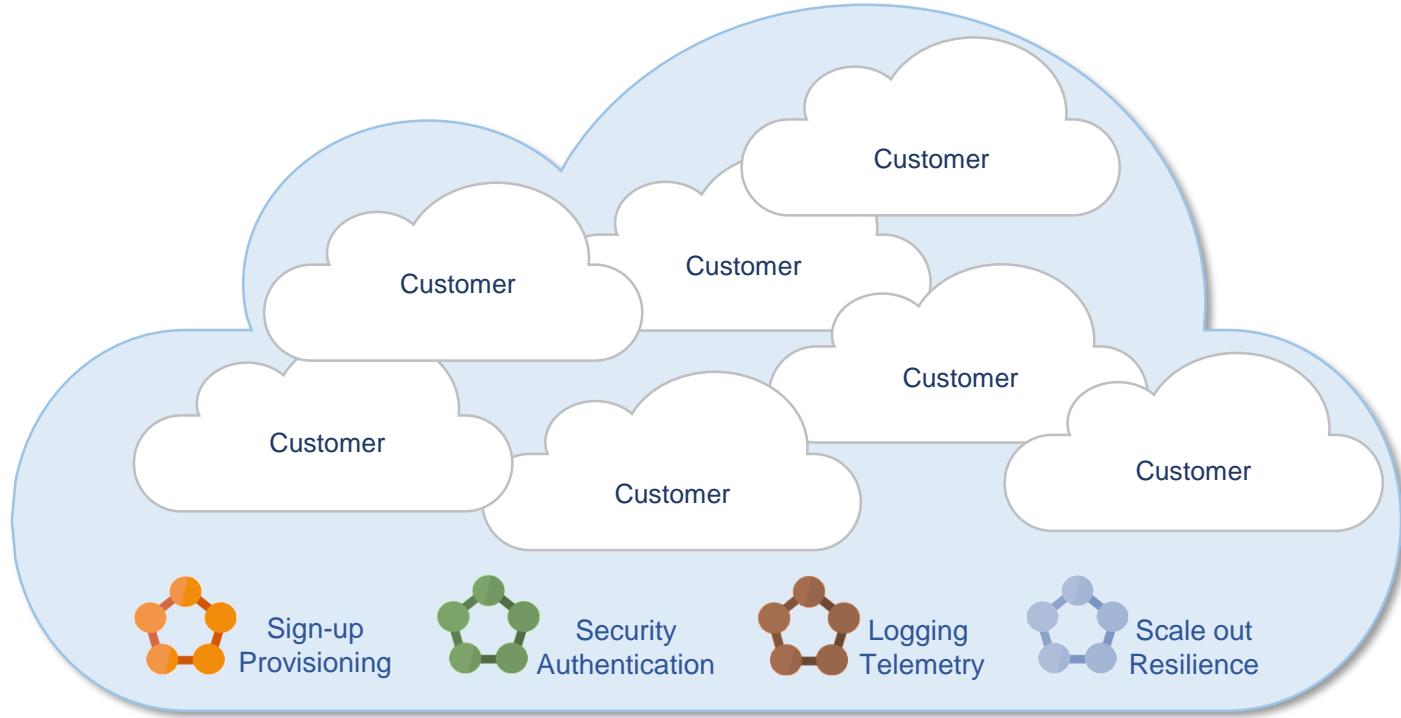 Customer
Customer
Customer
Customer
Customer
Customer
Customer
Sign-up
Provisioning
Security
Authentication
Logging
Telemetry
Scale out
Resilience